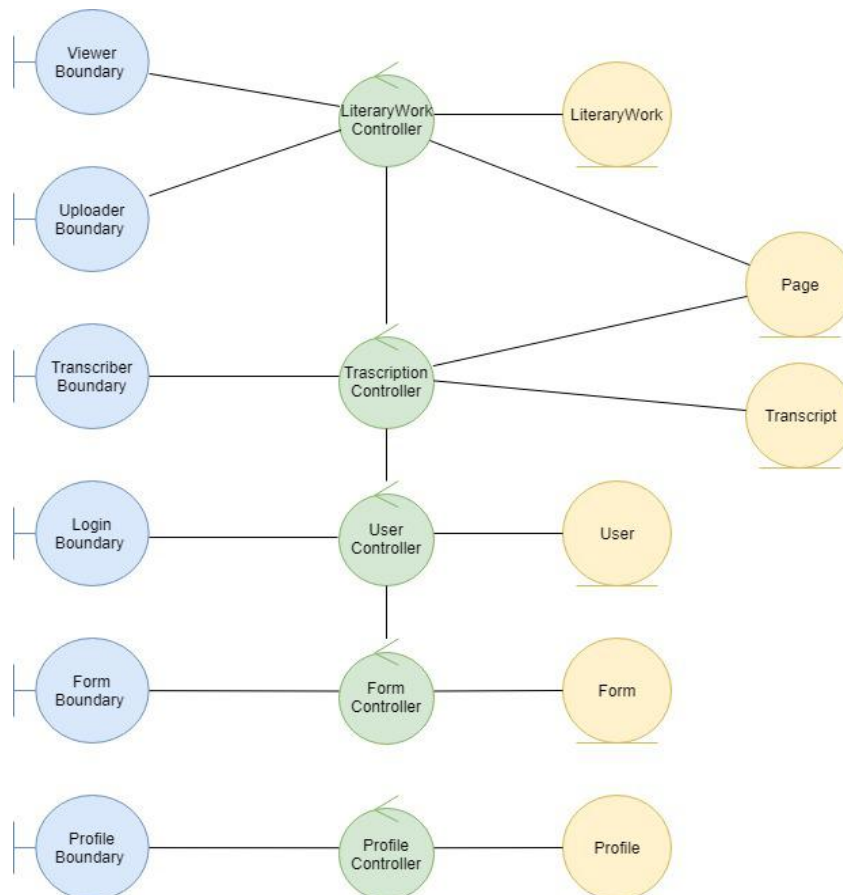 Viewer
Boundary
LiteraryWork
Controller
LiteraryWork
Uploader
Boundary
Page
Transcriber
Boundary
Trascription
Controller
Transcript
Login
Boundary
User
Controller
User
Form
Boundary
Form
Controller
Form
Profile
Boundary
Profile
Controller
Profile